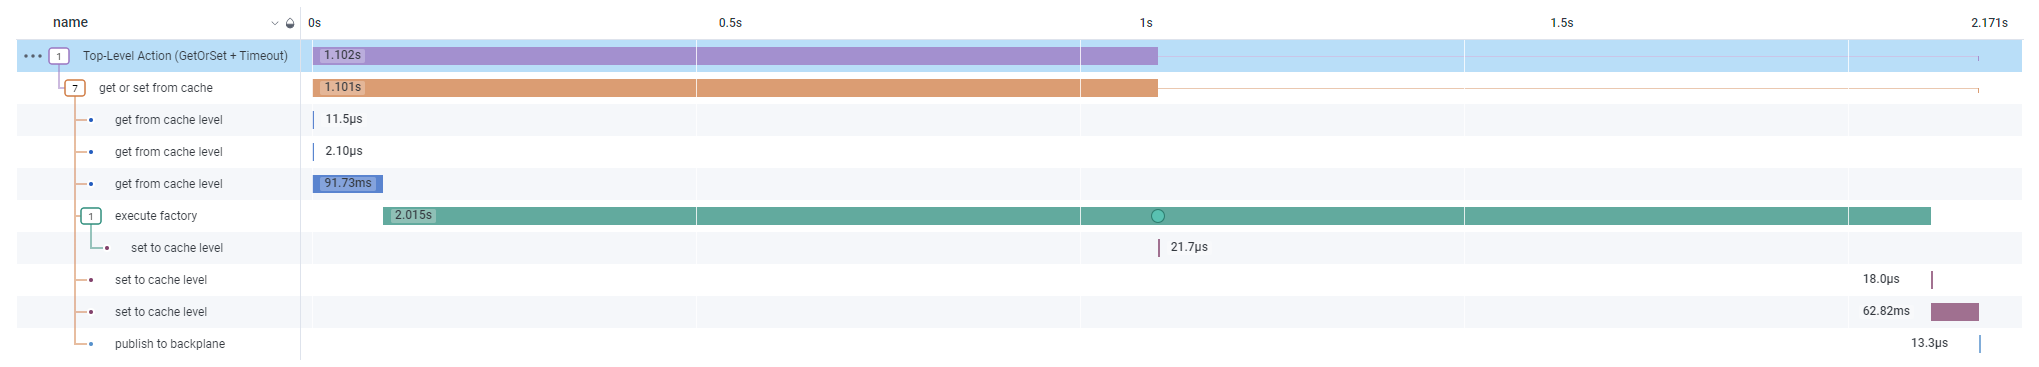 name 0s 0.5s 1s 1.5s 2.171s
1 Top-Level Action (GetOrSet + Timeout) 1.102s
7 get or set from cache 1.101s
get from cache level 11.5µs
get from cache level 2.10µs
get from cache level 91.73ms
1 execute factory 2.015s
set to cache level 21.7µs
set to cache level 18.0µs
set to cache level 62.82ms
publish to backplane 13.3µs